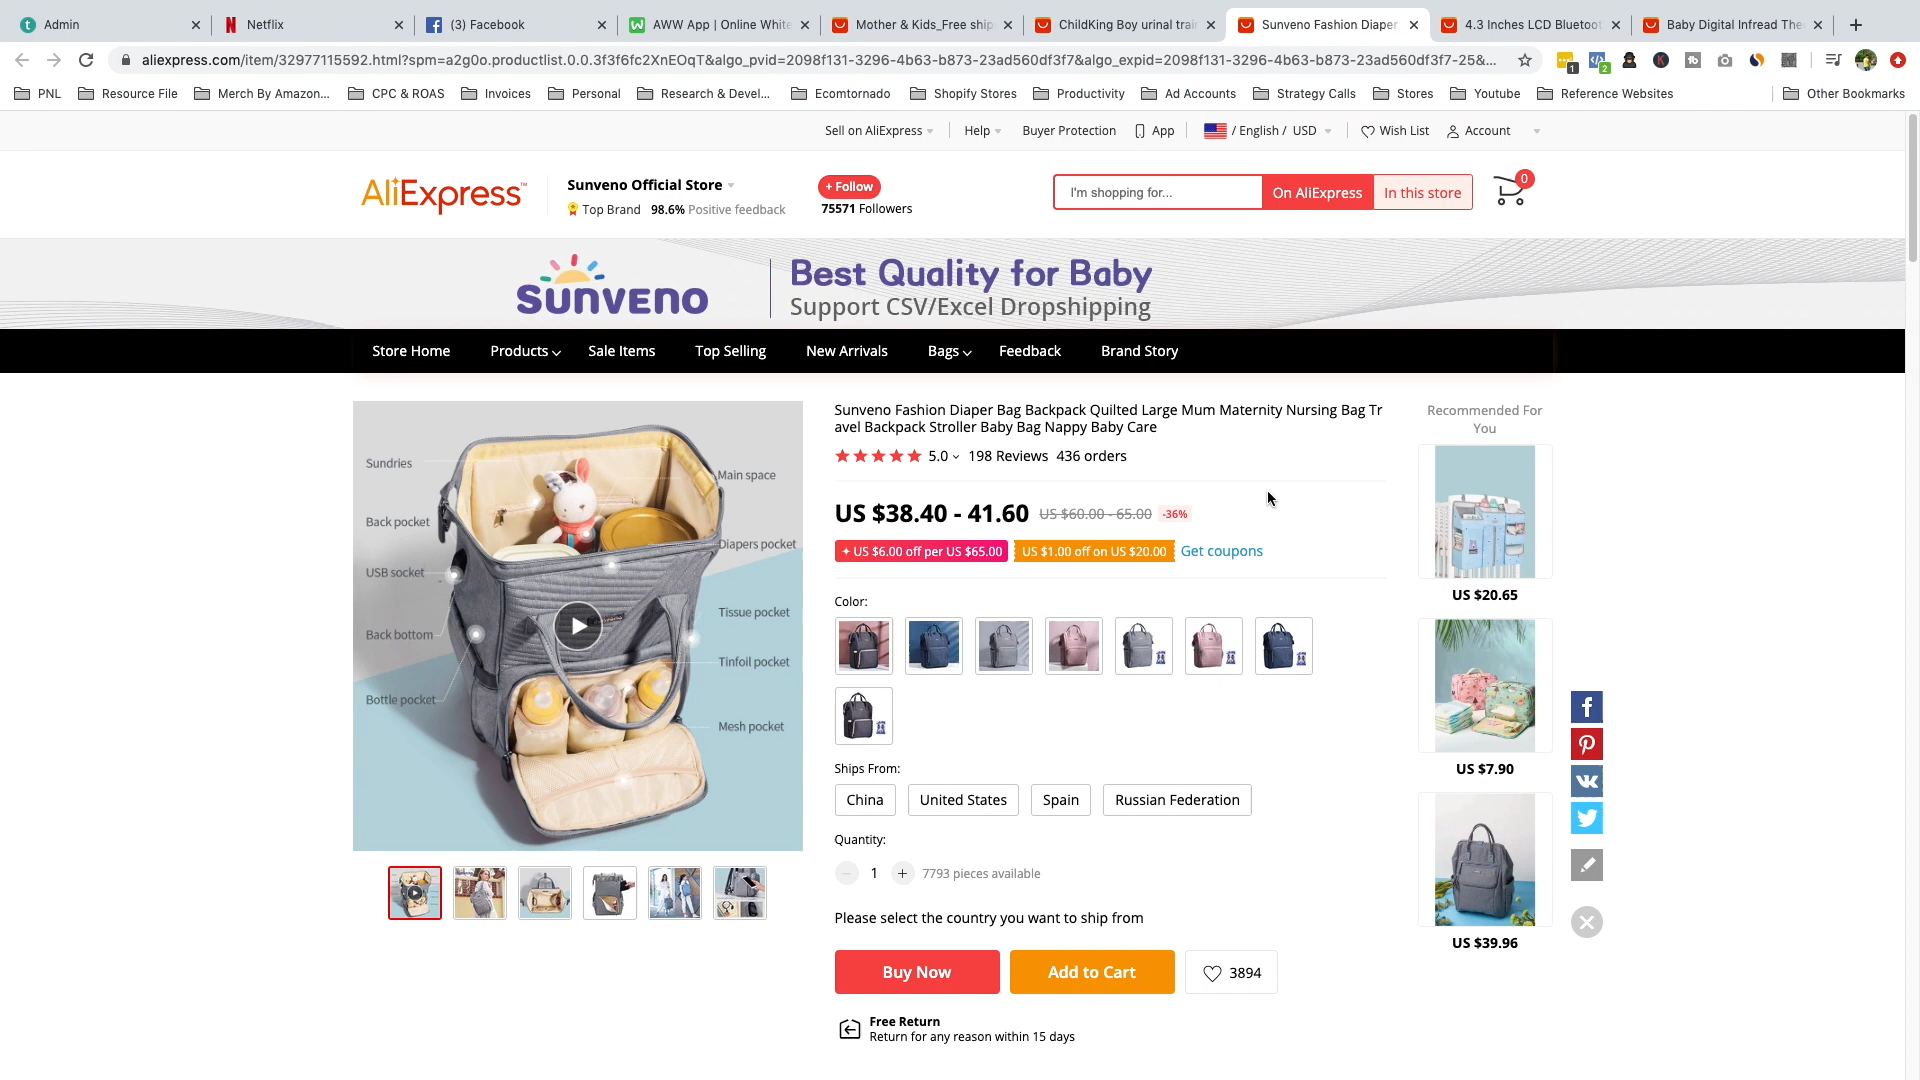 Admin
Netflix
(3) Facebook
AWW App | Online White
Mother & Kids_Free ship
ChildKing Boy urinal train
Sunveno Fashion Diaper
4.3 Inches LCD Bluetoot
Baby Digital Infread The
aliexpress.com/item/32977115592.html?spm=a2g0o.productlist.0.0.3f3f6fc2XnEOqT&algo_pvid=2098f131-3296-4b63-b873-23ad560df3f7&algo_expid=2098f131-3296-4b63-b873-23ad560df3f7-25&...
PNL
Resource File
Merch By Amazon...
CPC & ROAS
Invoices
Personal
Research & Devel...
Ecomtornado
Shopify Stores
Productivity
Ad Accounts
Strategy Calls
Stores
Youtube
Reference Websites
Other Bookmarks
Sell on AliExpress
Help
Buyer Protection
App
/ English / USD
Wish List
Account
AliExpress™
Sunveno Official Store
Top Brand 98.6% Positive feedback
+ Follow
75571 Followers
I'm shopping for...
On AliExpress
In this store
0
sunveno
Best Quality for Baby
Support CSV/Excel Dropshipping
Store Home
Products
Sale Items
Top Selling
New Arrivals
Bags
Feedback
Brand Story
Sundries
Back pocket
USB socket
Back bottom
Bottle pocket
Main space
Diapers pocket
Tissue pocket
Tinfoil pocket
Mesh pocket
Sunveno Fashion Diaper Bag Backpack Quilted Large Mum Maternity Nursing Bag Tr
avel Backpack Stroller Baby Bag Nappy Baby Care
5.0 198 Reviews 436 orders
US $38.40 - 41.60 US $60.00 - 65.00 -36%
US $6.00 off per US $65.00
US $1.00 off on US $20.00
Get coupons
Color:
Ships From:
China
United States
Spain
Russian Federation
Quantity:
1
7793 pieces available
Please select the country you want to ship from
Buy Now
Add to Cart
3894
Free Return
Return for any reason within 15 days
Recommended For
You
US $20.65
US $7.90
US $39.96